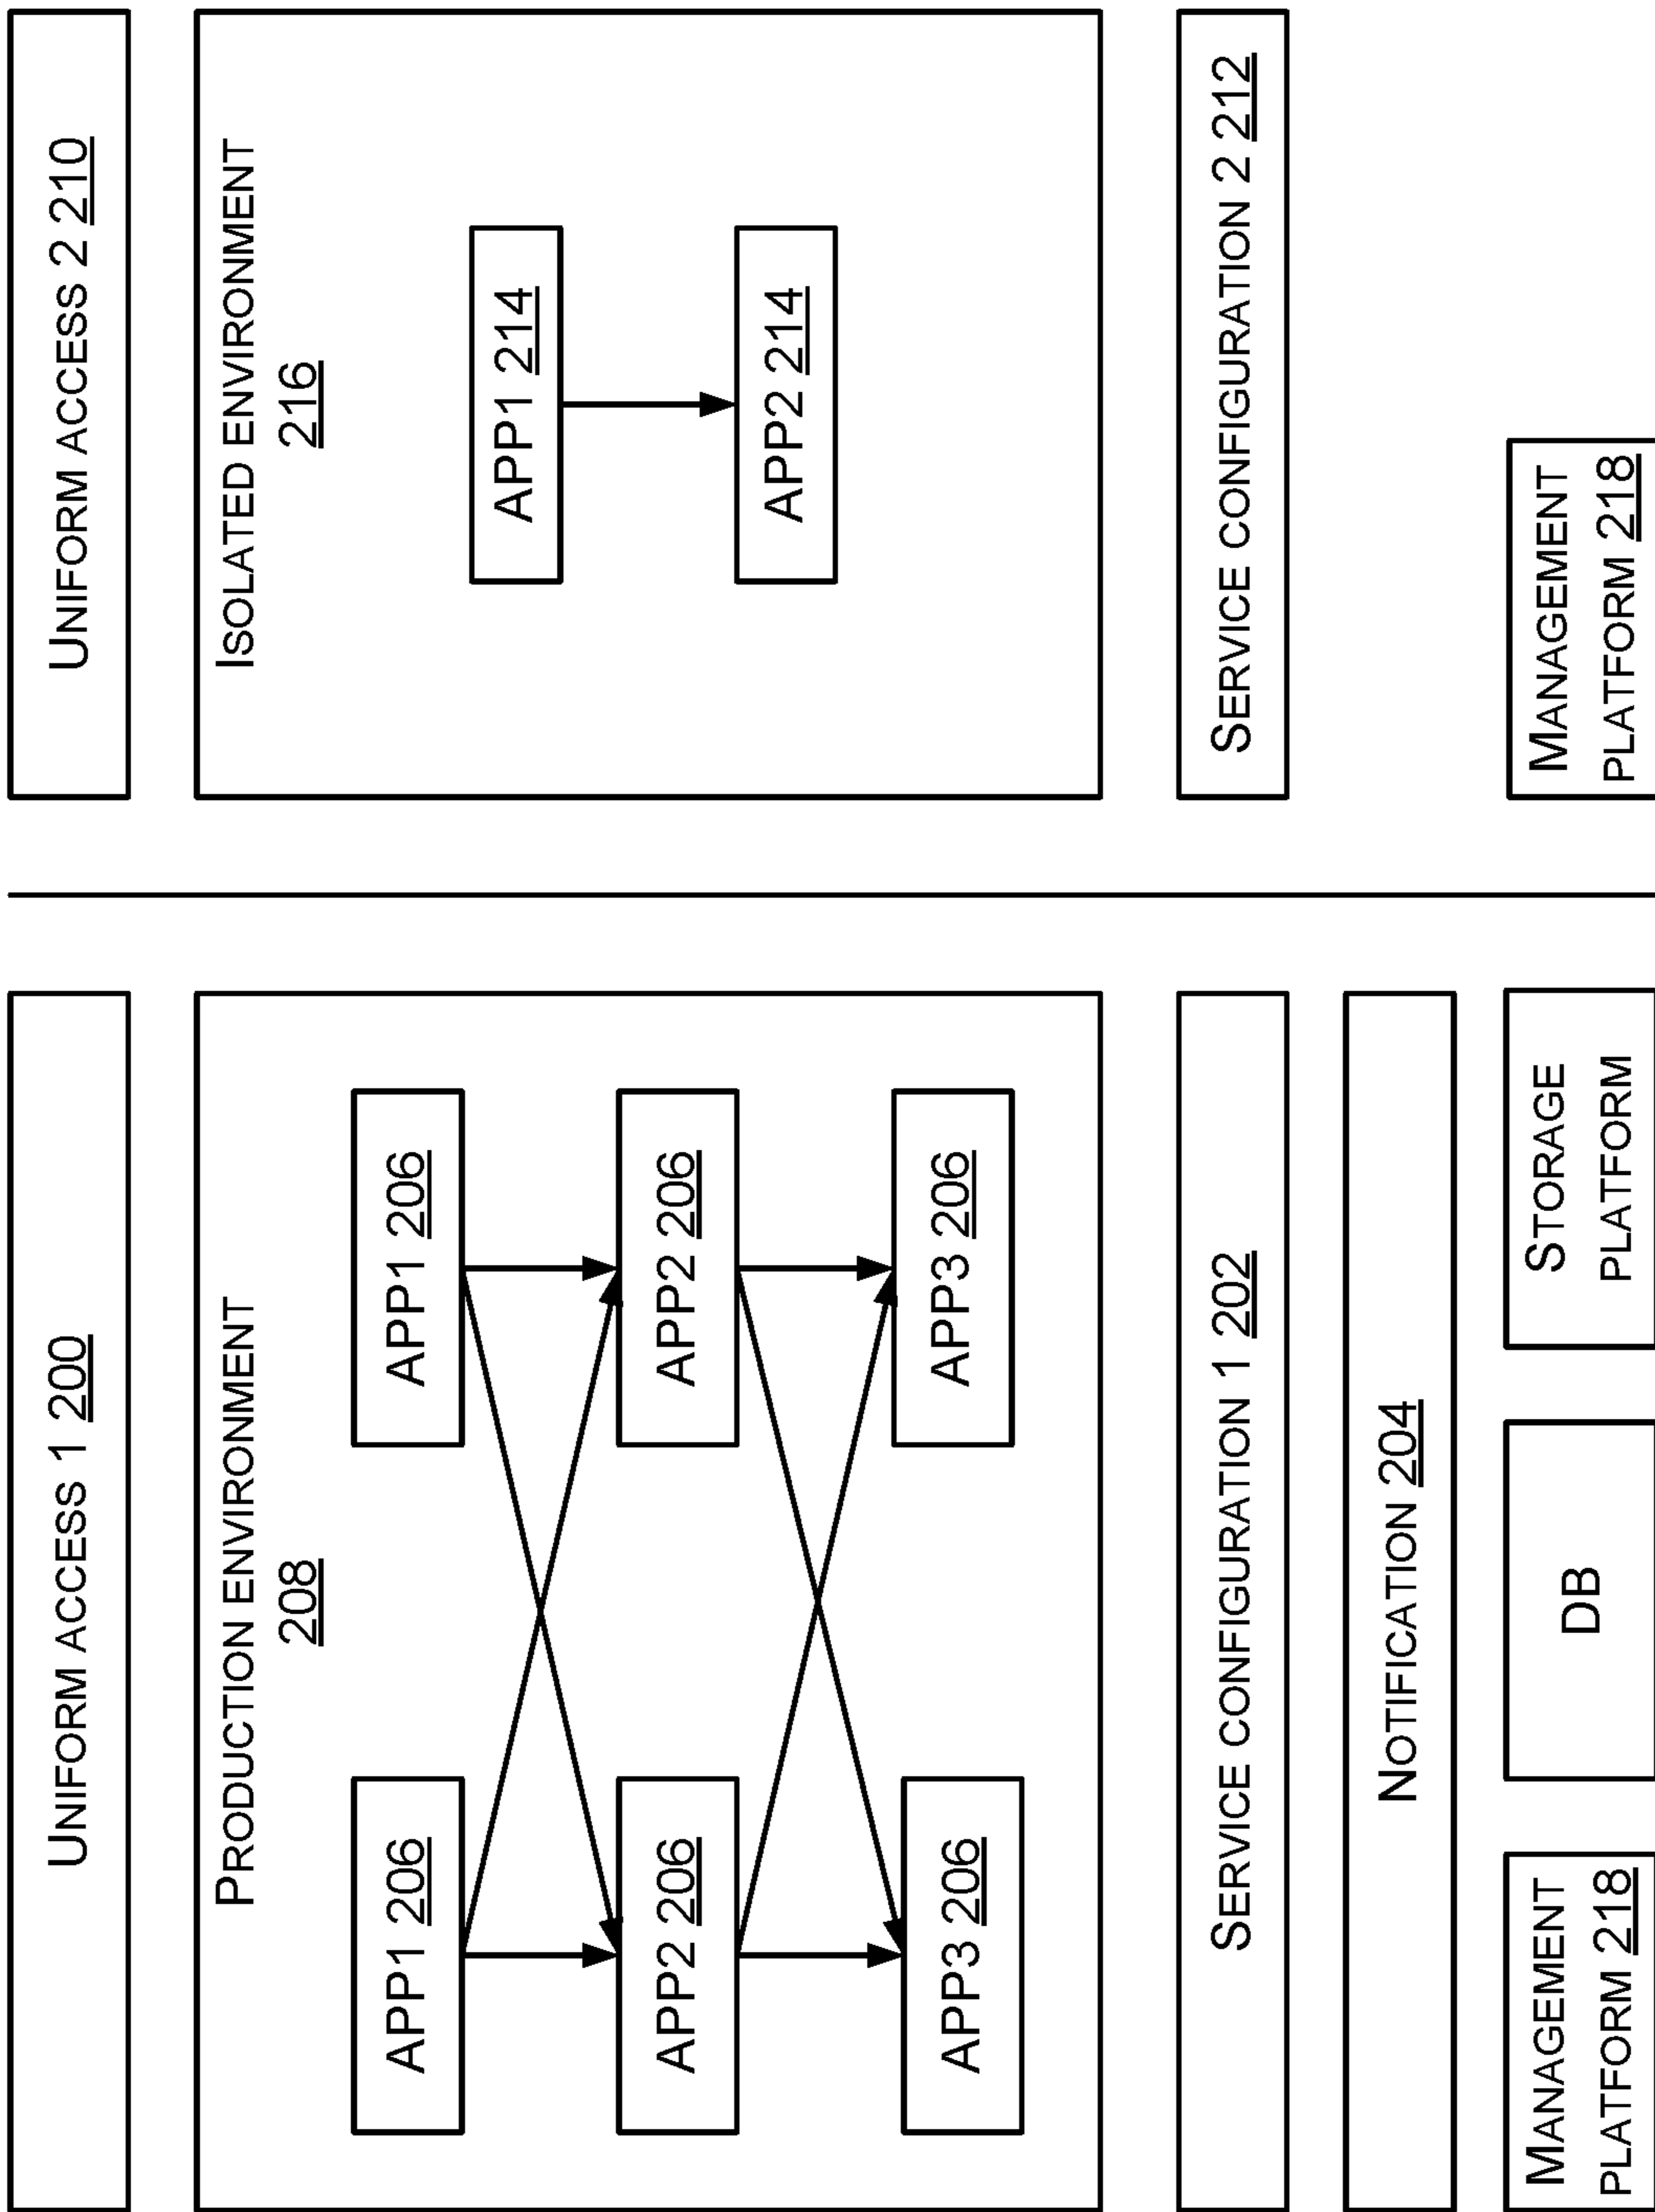 UNIFORM ACCESS 1 200
PRODUCTION ENVIRONMENT
208
APP1 206
APP1 206
APP2 206
APP2 206
APP3 206
APP3 206
SERVICE CONFIGURATION 1 202
NOTIFICATION 204
MANAGEMENT
PLATFORM 218
DB
STORAGE
PLATFORM
UNIFORM ACCESS 2 210
ISOLATED ENVIRONMENT
216
APP1 214
APP2 214
SERVICE CONFIGURATION 2 212
MANAGEMENT
PLATFORM 218